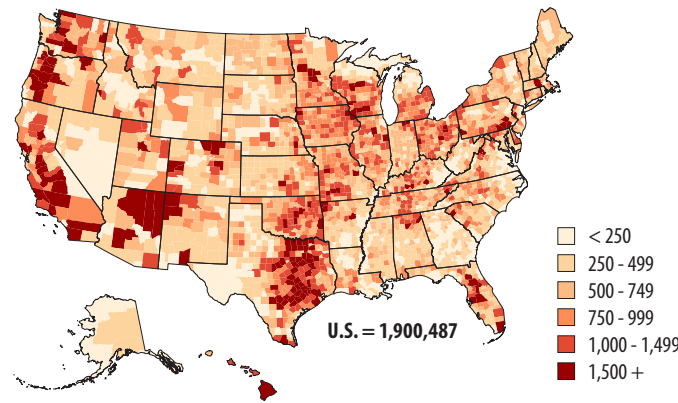 < 250
250 - 499
500 - 749
750 - 999
1,000 - 1,499
1,500 +
U.S. = 1,900,487